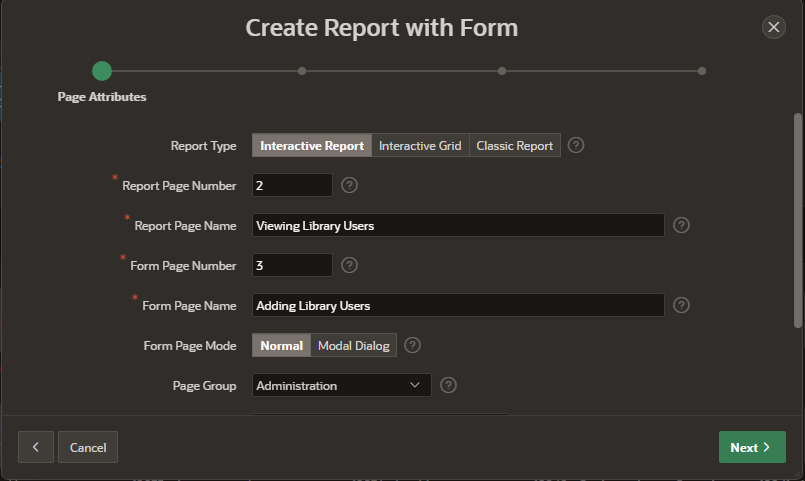 Create Report with Form
Page Attributes
Report Type Interactive Report Interactive Grid Classic Report ?
* Report Page Number 2 ?
* Report Page Name Viewing Library Users ?
* Form Page Number 3 ?
* Form Page Name Adding Library Users ?
Form Page Mode Normal Modal Dialog ?
Page Group Administration ?
Cancel Next